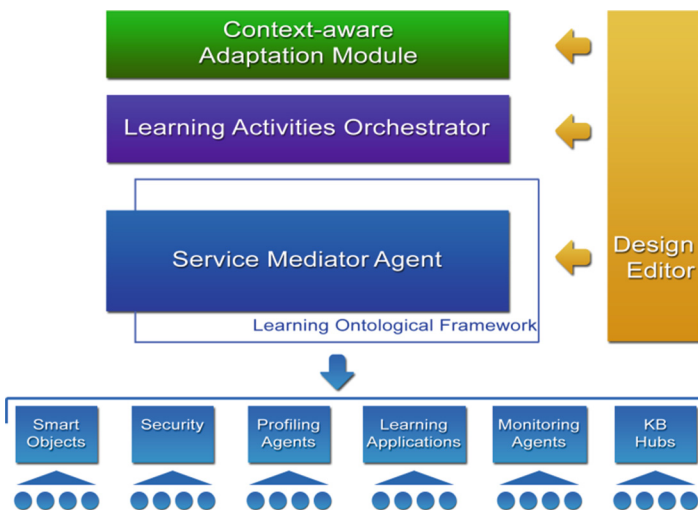 Context-aware
Adaptation Module
Learning Activities Orchestrator
Service Mediator Agent
Learning Ontological Framework
Design
Editor
Smart
Objects
Security
Profiling
Agents
Learning
Applications
Monitoring
Agents
KB
Hubs